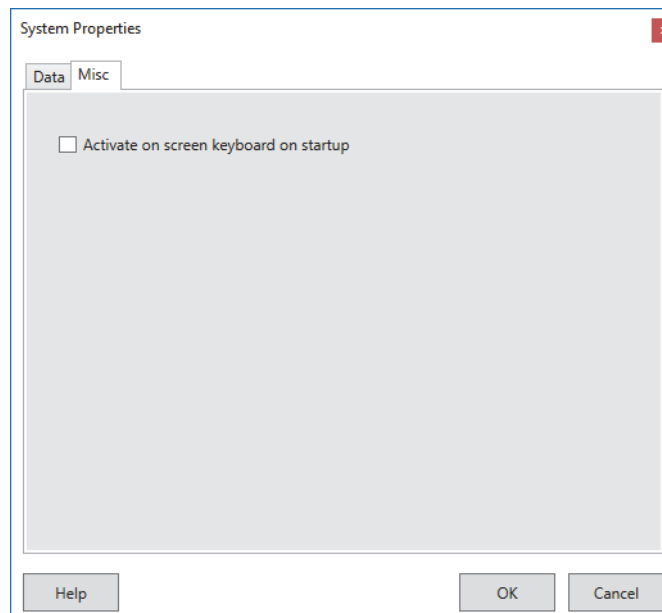 System Properties
Data Misc
Activate on screen keyboard on startup
Help OK Cancel